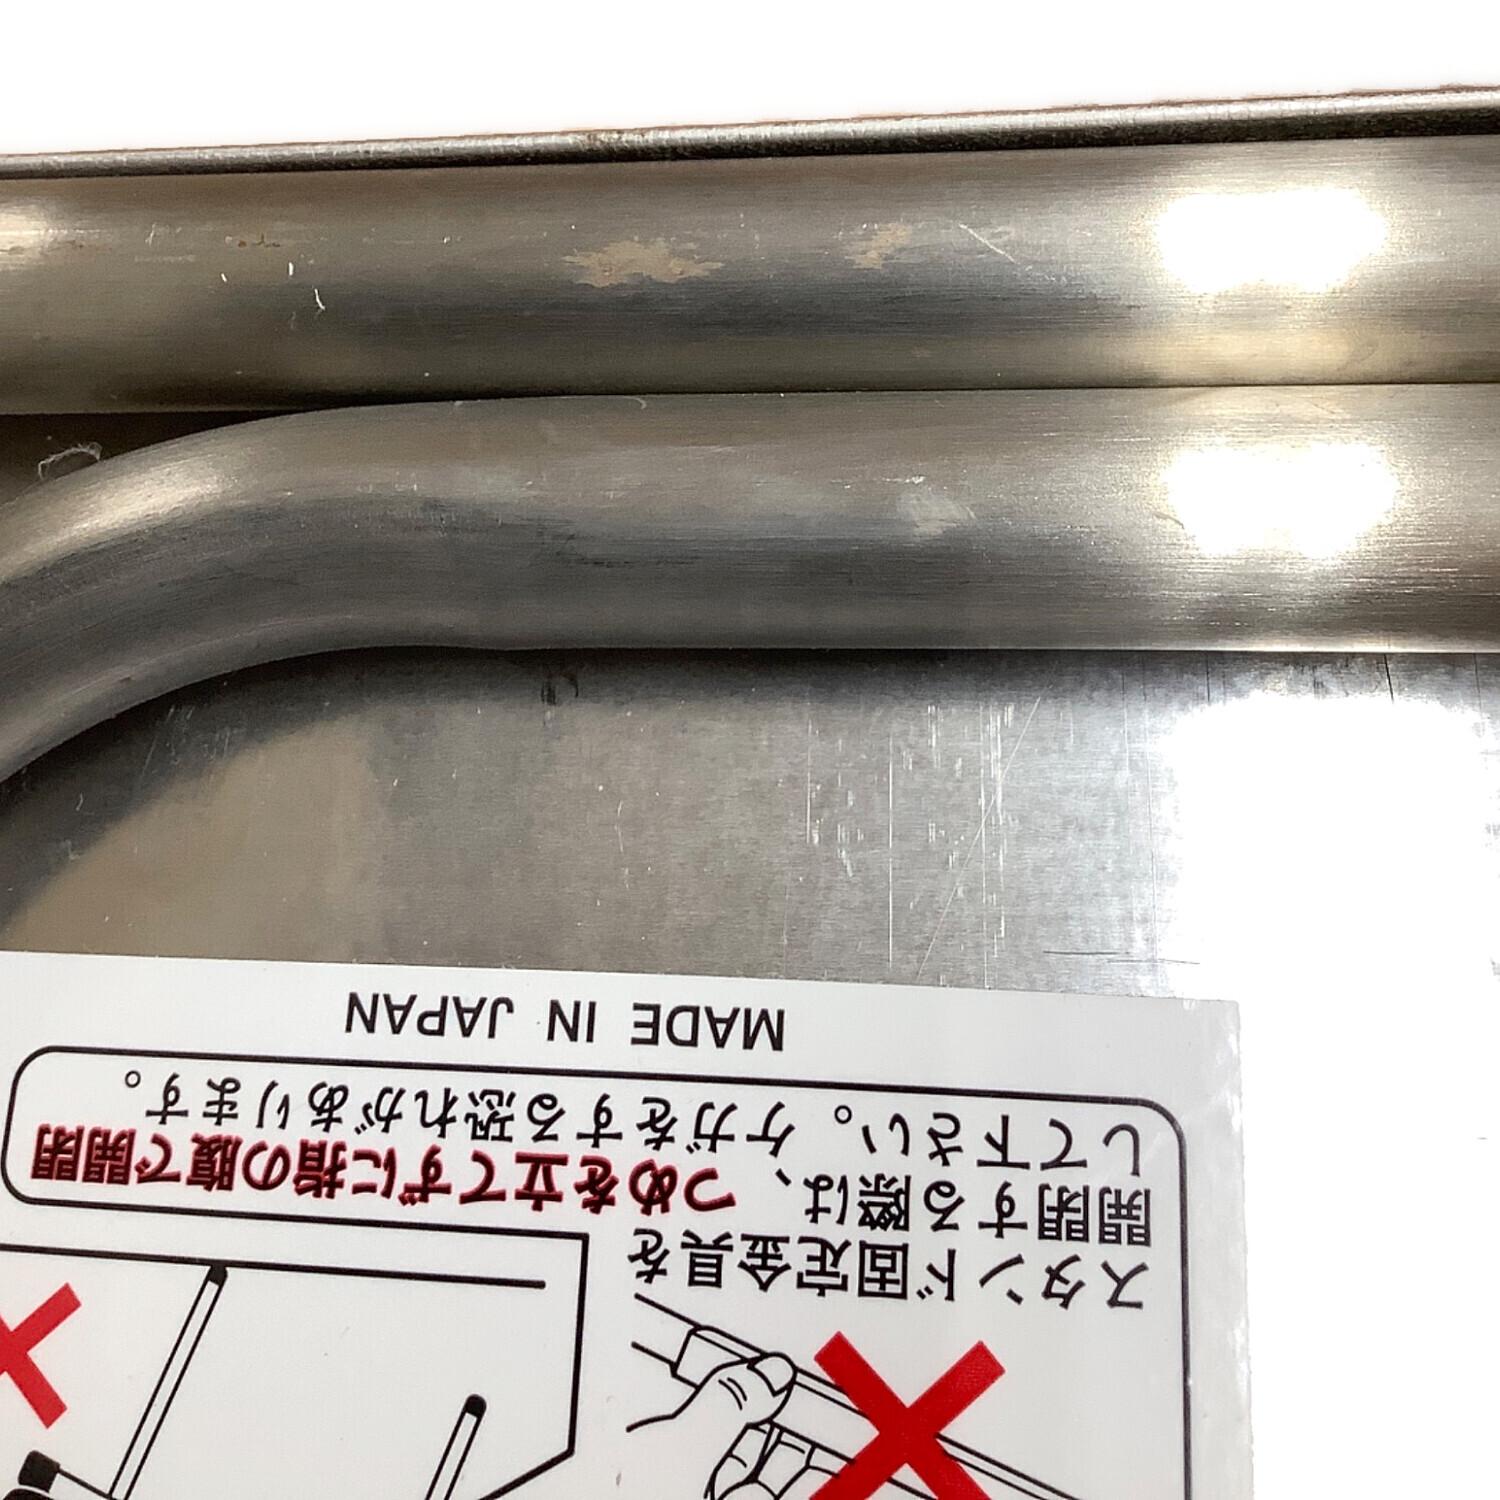 スタンド固定金具を
開閉する際は、つめを立てずに指の腹で開閉
して下さい。ケガをする恐れがあります。
MADE IN JAPAN